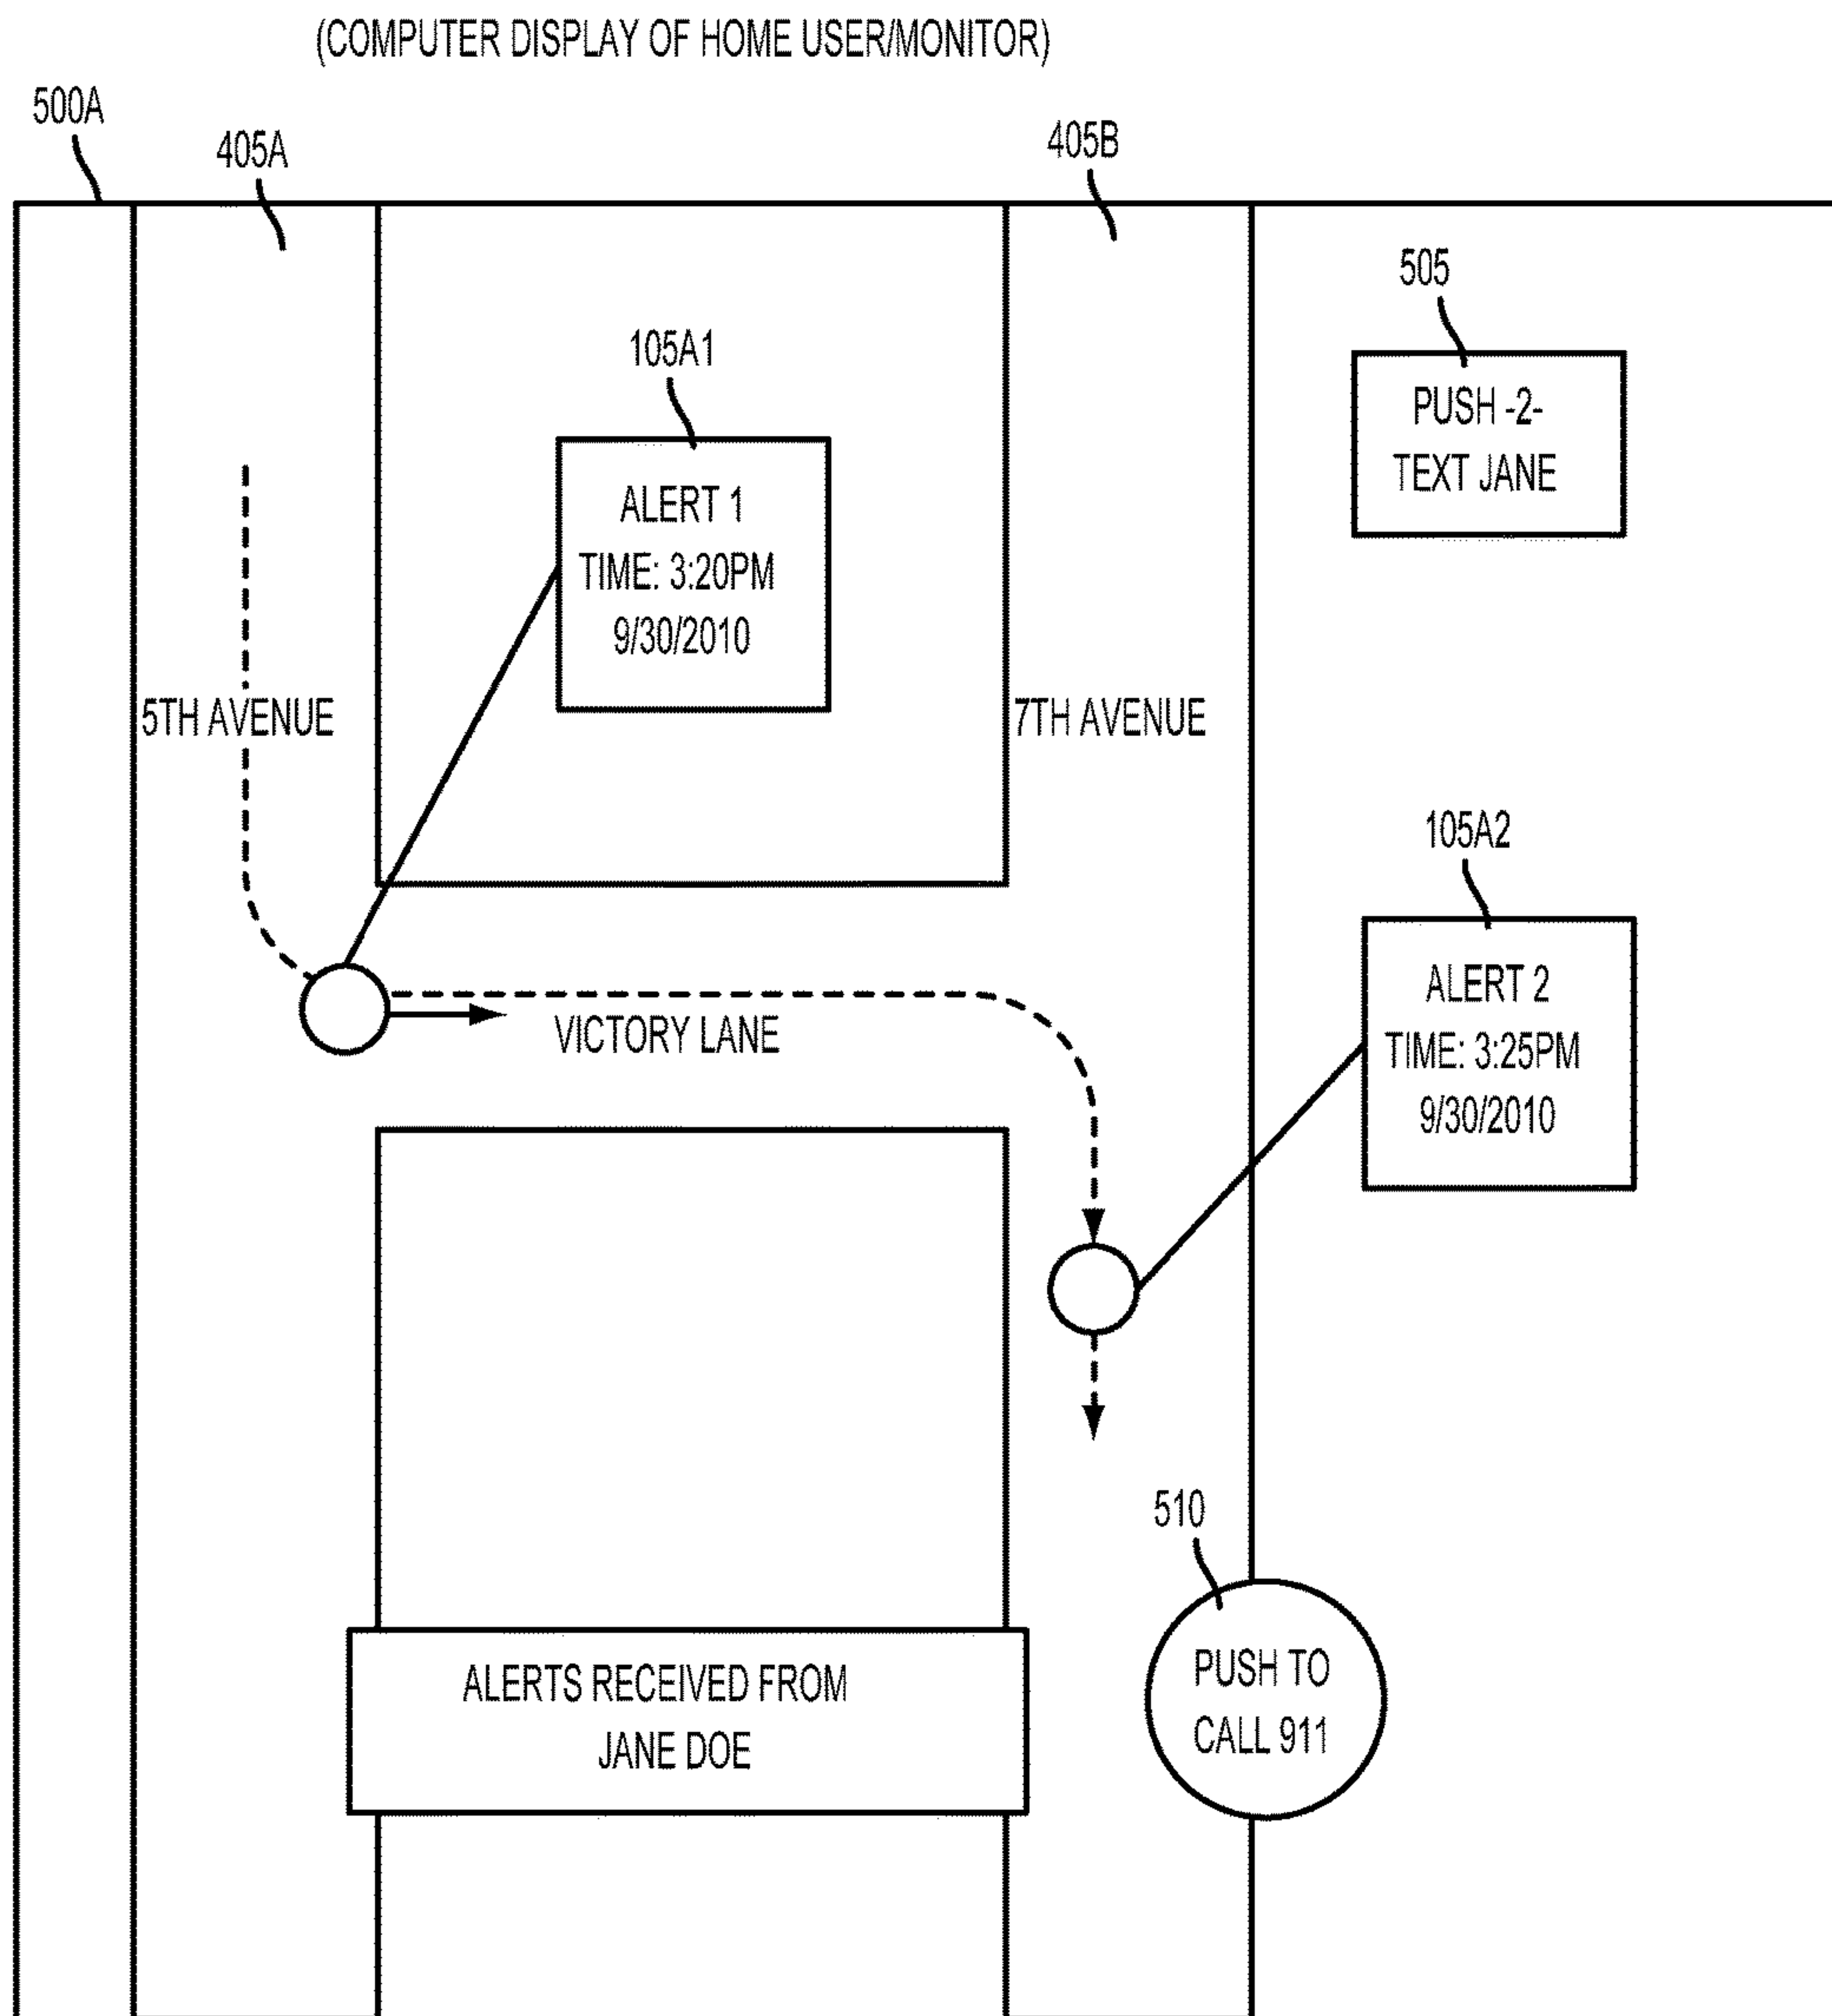 (COMPUTER DISPLAY OF HOME USER/MONITOR)
500A
405A
405B
505
PUSH -2-
TEXT JANE
105A1
ALERT 1
TIME: 3:20PM
9/30/2010
5TH AVENUE
7TH AVENUE
105A2
ALERT 2
TIME: 3:25PM
9/30/2010
VICTORY LANE
510
PUSH TO
CALL 911
ALERTS RECEIVED FROM
JANE DOE